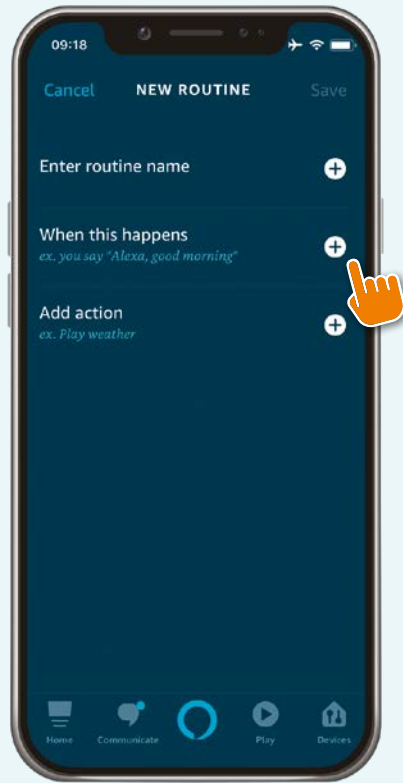 09:18
Cancel NEW ROUTINE Save
Enter routine name
When this happens
ex. you say "Alexa, good morning"
Add action
ex. Play weather
Home Communicate Play Devices